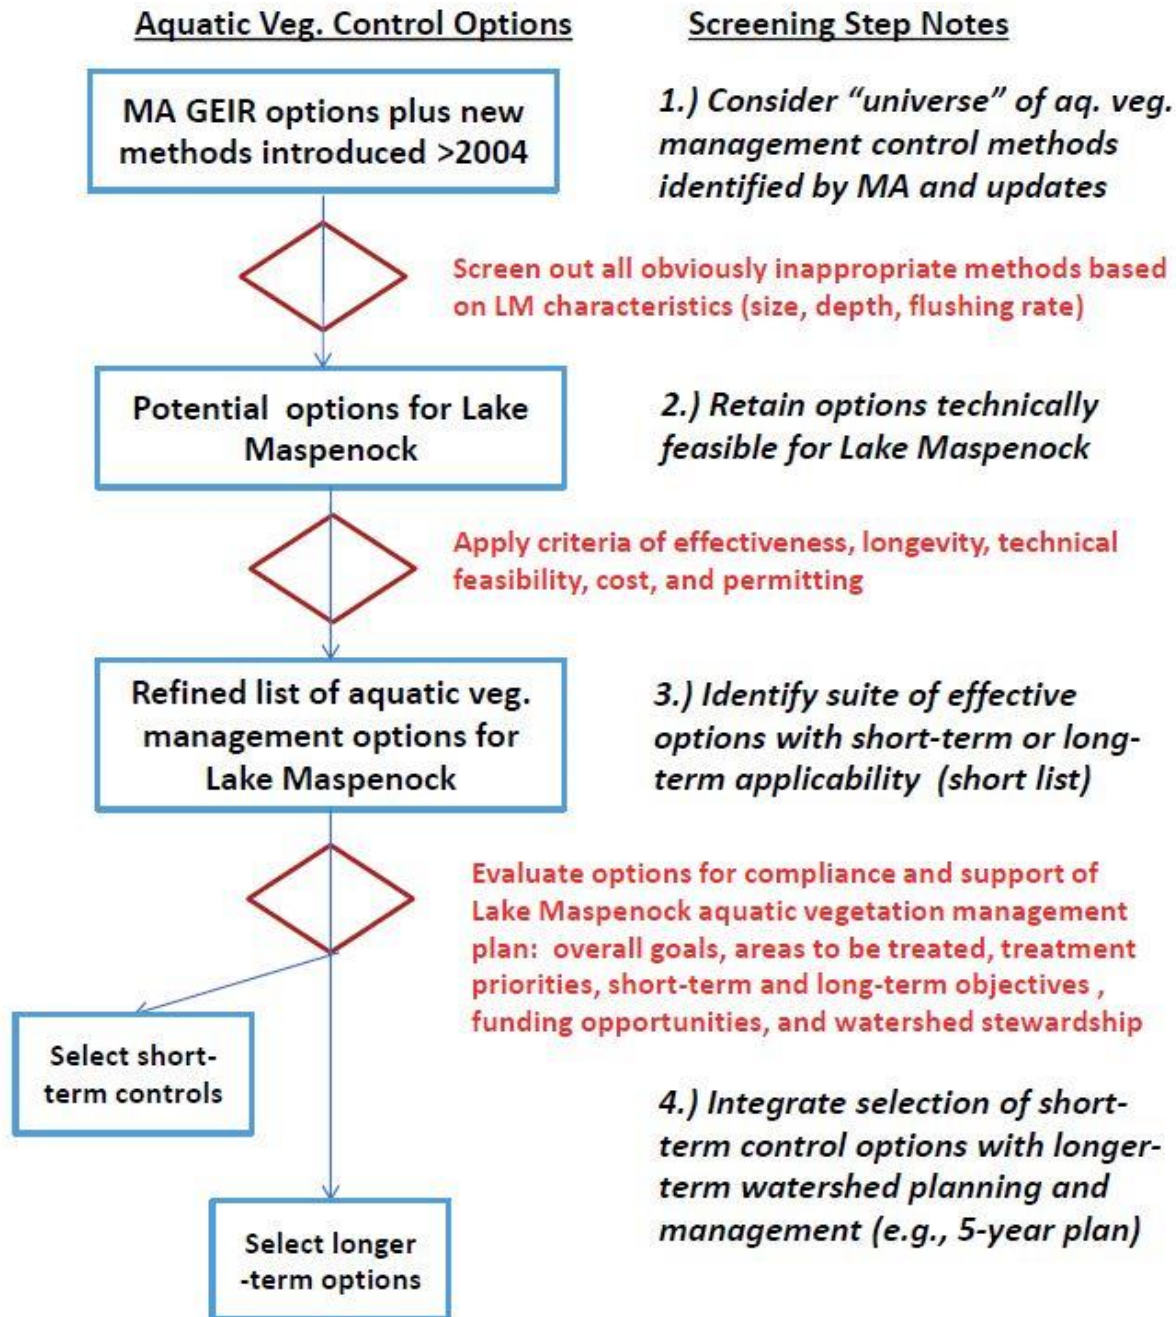 Aquatic Veg. Control Options
Screening Step Notes
MA GEIR options plus new
methods introduced >2004
1.) Consider “universe” of aq. veg.
management control methods
identified by MA and updates
Screen out all obviously inappropriate methods based
on LM characteristics (size, depth, flushing rate)
Potential options for Lake
Maspenock
2.) Retain options technically
feasible for Lake Maspenock
Apply criteria of effectiveness, longevity, technical
feasibility, cost, and permitting
Refined list of aquatic veg.
management options for
Lake Maspenock
3.) Identify suite of effective
options with short-term or long-
term applicability (short list)
Evaluate options for compliance and support of
Lake Maspenock aquatic vegetation management
plan: overall goals, areas to be treated, treatment
priorities, short-term and long-term objectives ,
funding opportunities, and watershed stewardship
Select short-
term controls
4.) Integrate selection of short-
term control options with longer-
term watershed planning and
management (e.g., 5-year plan)
Select longer
-term options